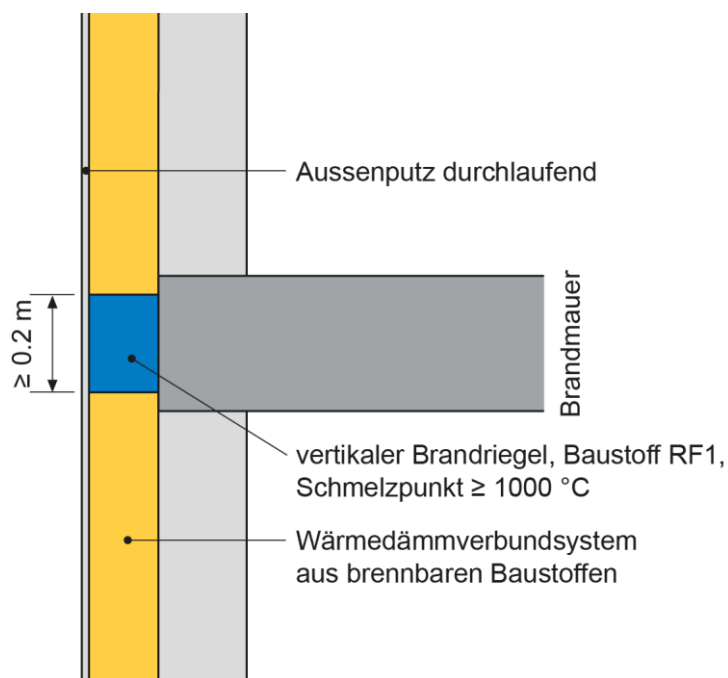 Aussenputz durchlaufend
≥ 0.2 m
Brandmauer
vertikaler Brandriegel, Baustoff RF1,
Schmelzpunkt ≥ 1000 °C
Wärmedämmverbundsystem
aus brennbaren Baustoffen